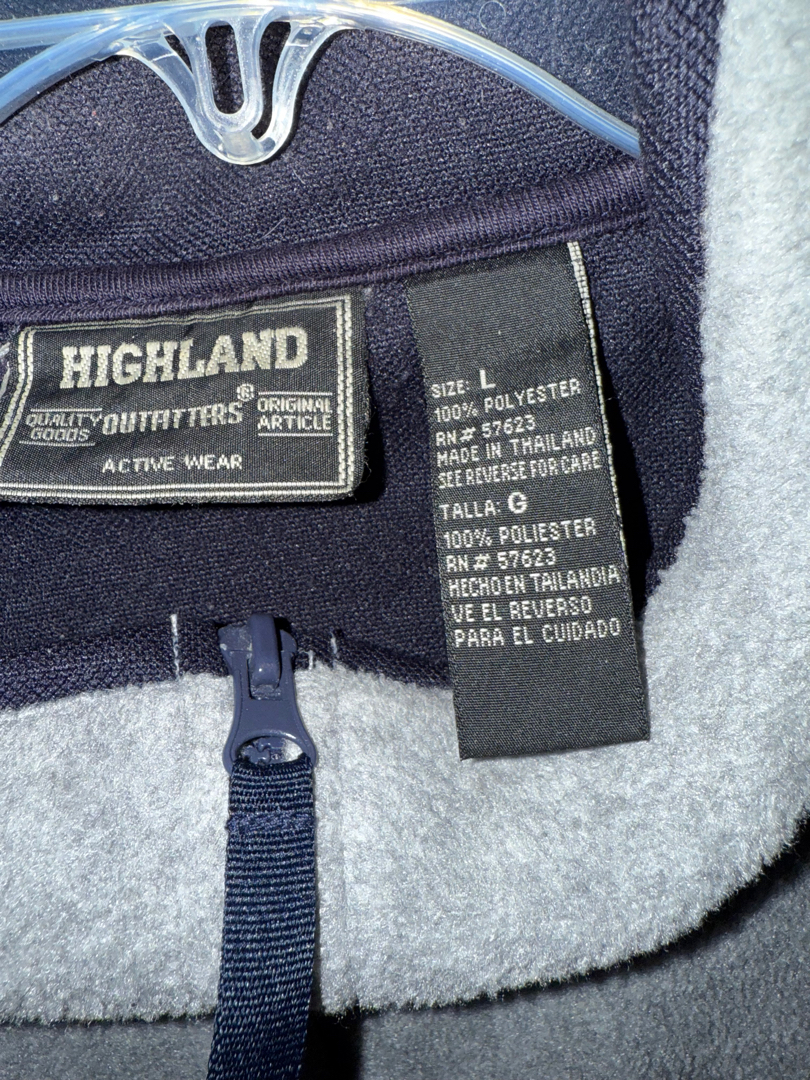 HIGHLAND
QUALITY GOODS OUTFITTERS® ORIGINAL ARTICLE
ACTIVE WEAR
SIZE: L
100% POLYESTER
RN# 57623
MADE IN THAILAND
SEE REVERSE FOR CARE
TALLA: G
100% POLIESTER
RN# 57623
HECHO EN TAILANDIA
VE EL REVERSO
PARA EL CUIDADO